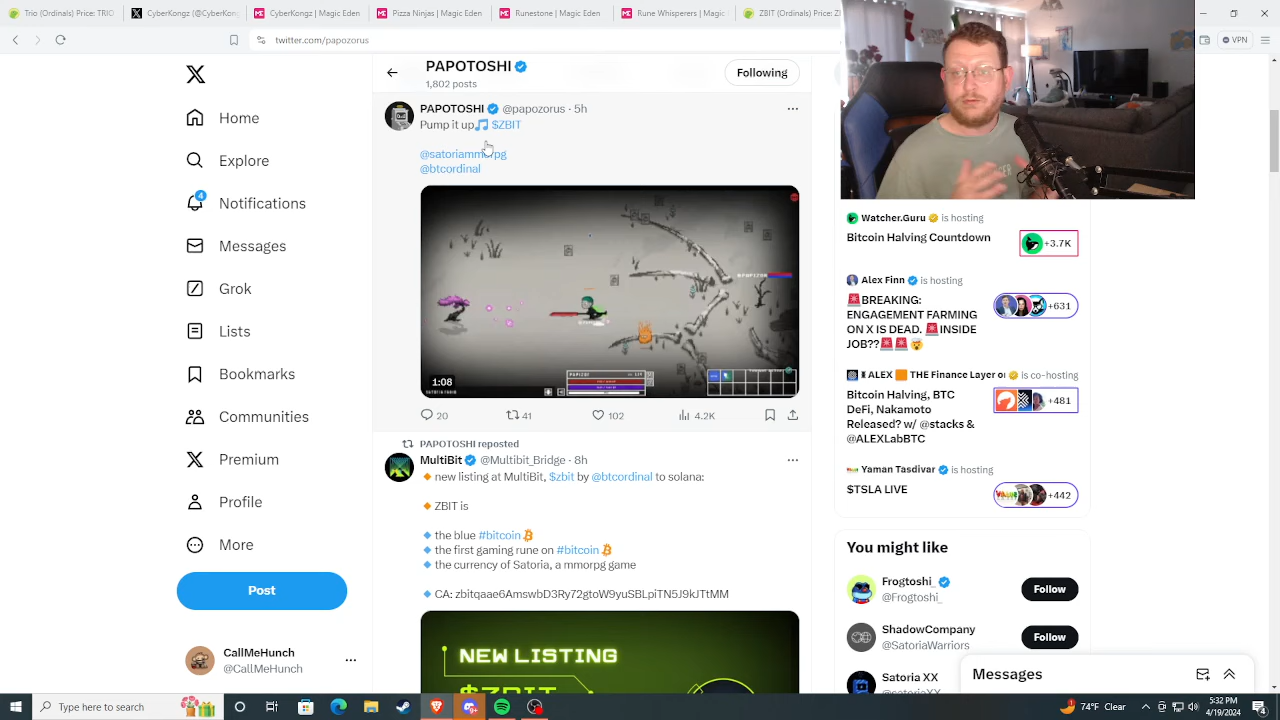 Trio (Ordinals) Price: TRIO
CyberKongz (@CyberKong
CyberKongz | Magic Eden
Runestone | Magic Eden
Rune Whisperers | Magic E
ZBIT (Ordinals) Price: Z
twitter.com/papozorus
VPN
PAPOTOSHI
1,802 posts
Following
Home
Explore
4
Notifications
Messages
Grok
Lists
Bookmarks
Communities
Premium
Profile
More
Post
CallMeHunch
@CallMeHunch
PAPOTOSHI @papozorus · 5h
Pump it up🎵 $ZBIT
@satoriammorpg
@btcordinal
1:08
20 41 102 4.2K
PAPOTOSHI reposted
MultiBit @Multibit_Bridge · 8h
🔸 new listing at MultiBit, $zbit by @btcordinal to solana:
🔸 ZBIT is
🔹 the blue #bitcoin
🔹 the first gaming rune on #bitcoin
🔹 the currency of Satoria, a mmorpg game
🔸 CA: zbitqaae6AmswbD3Ry72gtoW9yuSBLpiTN5J9kJTtMM
NEW LISTING
$ZBIT
Watcher.Guru is hosting
Bitcoin Halving Countdown
+3.7K
Alex Finn is hosting
🚨BREAKING:
ENGAGEMENT FARMING
ON X IS DEAD. 🚨INSIDE
JOB??🚨🚨🤯
+631
ALEX 🟧 THE Finance Layer o is co-hosting
Bitcoin Halving, BTC
DeFi, Nakamoto
Released? w/ @stacks &
@ALEXLabBTC
+481
Yaman Tasdivar is hosting
$TSLA LIVE
+442
You might like
Frogtoshi_
@Frogtoshi_
Follow
ShadowCompany
@SatoriaWarriors
Follow
Satoria XX
@satoriaXX
Messages
Type here to search
74°F
5:32 PM
4/19/2024